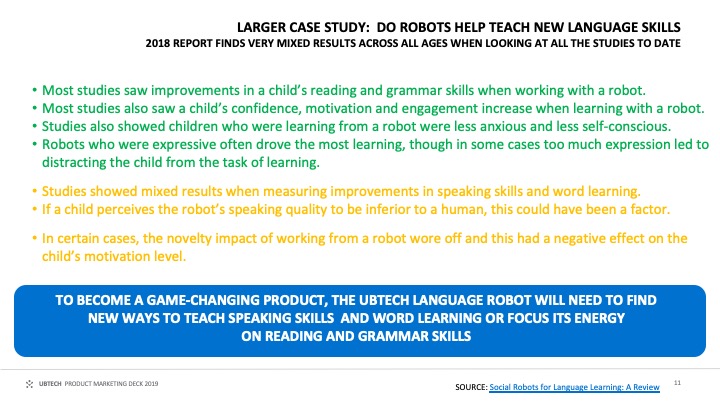 LARGER CASE STUDY:  DO ROBOTS HELP TEACH NEW LANGUAGE SKILLS
2018 REPORT FINDS VERY MIXED RESULTS ACROSS ALL AGES WHEN LOOKING AT ALL THE STUDIES TO DATE
• Most studies saw improvements in a child's reading and grammar skills when working with a robot.
• Most studies also saw a child's confidence, motivation and engagement increase when learning with a robot.
• Studies also showed children who were learning from a robot were less anxious and less self-conscious.
• Robots who were expressive often drove the most learning, though in some cases too much expression led to
distracting the child from the task of learning.
• Studies showed mixed results when measuring improvements in speaking skills and word learning.
• If a child perceives the robot's speaking quality to be inferior to a human, this could have been a factor.
• In certain cases, the novelty impact of working from a robot wore off and this had a negative effect on the
child's motivation level.
TO BECOME A GAME-CHANGING PRODUCT, THE UBTECH LANGUAGE ROBOT WILL NEED TO FIND
NEW WAYS TO TEACH SPEAKING SKILLS  AND WORD LEARNING OR FOCUS ITS ENERGY
ON READING AND GRAMMAR SKILLS
UBTECH PRODUCT MARKETING DECK 2019
SOURCE: Social Robots for Language Learning: A Review
11